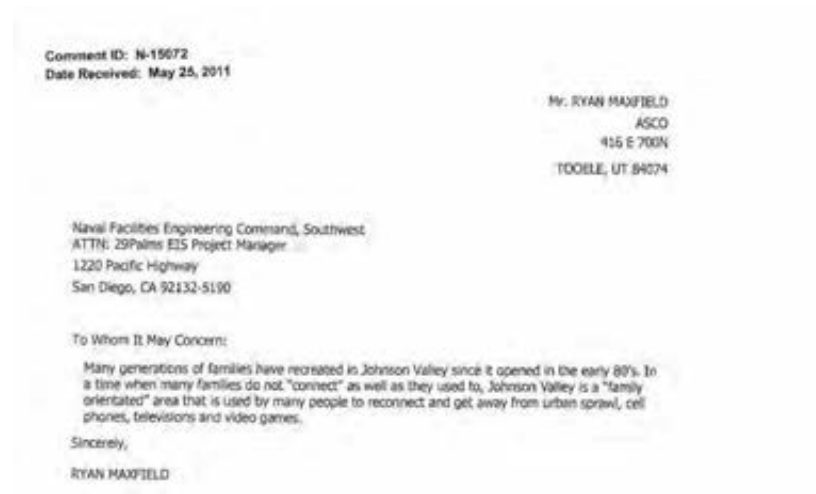 Comment ID: N-15072
Date Received: May 25, 2011
Mr. RYAN MAXFIELD
ASCO
416 E 700N
TOOELE, UT 84074
Naval Facilities Engineering Command, Southwest
ATTN: 29Palms EIS Project Manager
1220 Pacific Highway
San Diego, CA 92132-5190
To Whom It May Concern:
Many generations of families have recreated in Johnson Valley since it opened in the early 80's. In
a time when many families do not "connect" as well as they used to, Johnson Valley is a "family
orientated" area that is used by many people to reconnect and get away from urban sprawl, cell
phones, televisions and video games.
Sincerely,
RYAN MAXFIELD